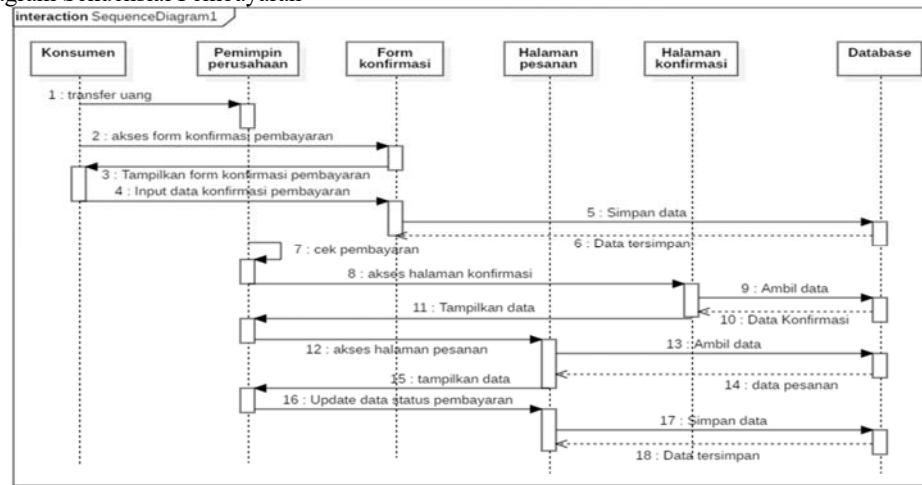 interaction SequenceDiagram1
Konsumen
Pemimpin
perusahaan
Form
konfirmasi
Halaman
pesanan
Halaman
konfirmasi
Database
1 : transfer uang
2 : akses form konfirmasi pembayaran
3 : Tampilkan form konfirmasi pembayaran
4 : Input data konfirmasi pembayaran
5 : Simpan data
6 : Data tersimpan
7 : cek pembayaran
8 : akses halaman konfirmasi
9 : Ambil data
10 : Data Konfirmasi
11 : Tampilkan data
12 : akses halaman pesanan
13 : Ambil data
14 : data pesanan
15 : tampilkan data
16 : Update data status pembayaran
17 : Simpan data
18 : Data tersimpan